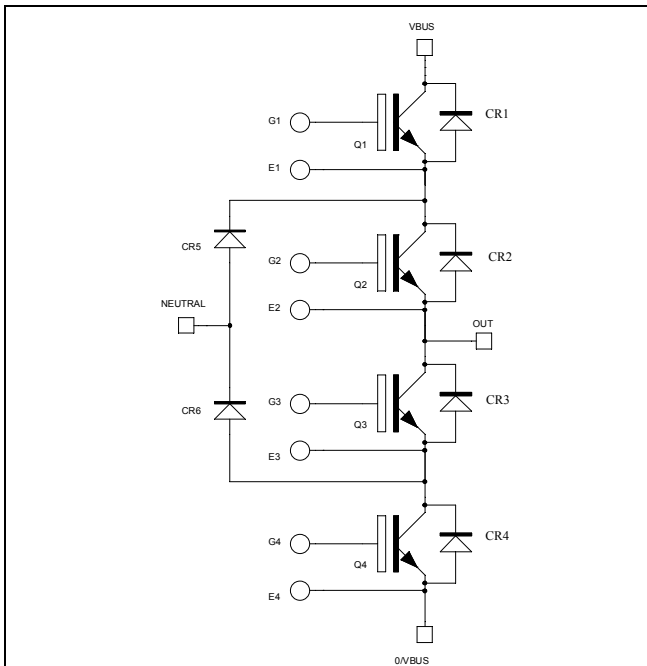 VBUS
G1
Q1
CR1
E1
CR5
G2
Q2
CR2
E2
NEUTRAL
OUT
CR6
G3
Q3
CR3
E3
G4
Q4
CR4
E4
0/VBUS